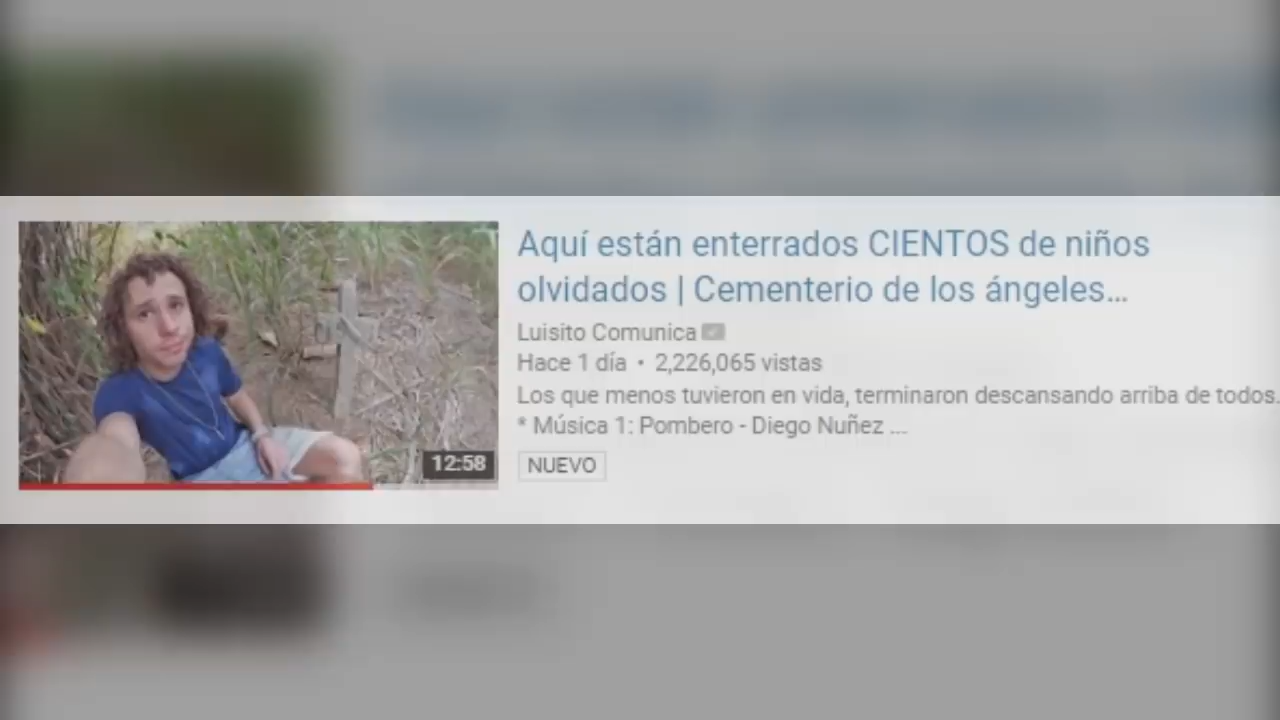 Aquí están enterrados CIENTOS de niños
olvidados | Cementerio de los ángeles...
Luisito Comunica
Hace 1 día • 2,226,065 vistas
Los que menos tuvieron en vida, terminaron descansando arriba de todos.
* Música 1: Pombero - Diego Nuñez ...
12:58
NUEVO